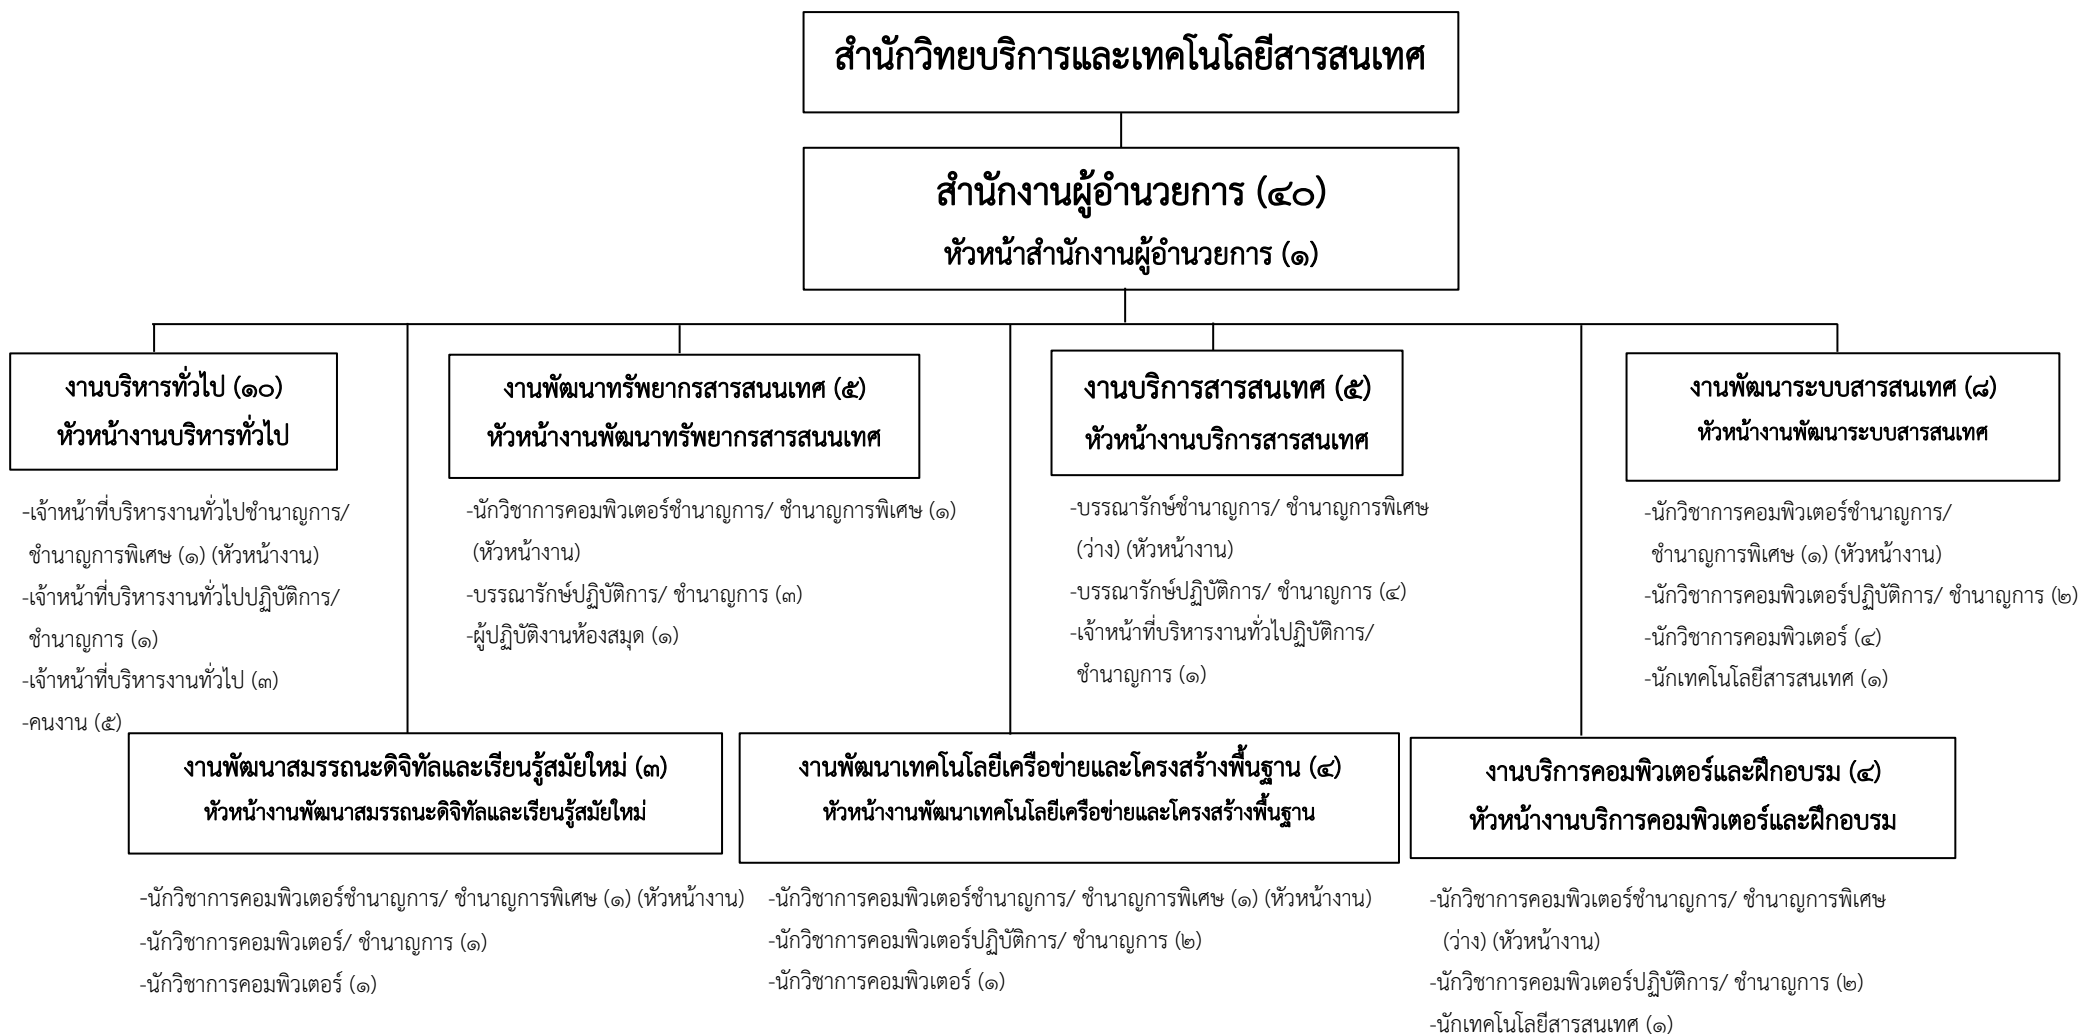 สำนักวิทยบริการและเทคโนโลยีสารสนเทศ
สำนักงานผู้อำนวยการ (๔๐)
หัวหน้าสำนักงานผู้อำนวยการ (๑)
งานบริหารทั่วไป (๑๐)
หัวหน้างานบริหารทั่วไป
-เจ้าหน้าที่บริหารงานทั่วไปชำนาญการ/
ชำนาญการพิเศษ (๑) (หัวหน้างาน)
-เจ้าหน้าที่บริหารงานทั่วไปปฏิบัติการ/
ชำนาญการ (๑)
-เจ้าหน้าที่บริหารงานทั่วไป (๓)
-คนงาน (๕)
งานพัฒนาทรัพยากรสารสนนเทศ (๕)
หัวหน้างานพัฒนาทรัพยากรสารสนนเทศ
-นักวิชาการคอมพิวเตอร์ชำนาญการ/ ชำนาญการพิเศษ (๑)
(หัวหน้างาน)
-บรรณารักษ์ปฏิบัติการ/ ชำนาญการ (๓)
-ผู้ปฏิบัติงานห้องสมุด (๑)
งานบริการสารสนเทศ (๕)
หัวหน้างานบริการสารสนเทศ
-บรรณารักษ์ชำนาญการ/ ชำนาญการพิเศษ
(ว่าง) (หัวหน้างาน)
-บรรณารักษ์ปฏิบัติการ/ ชำนาญการ (๔)
-เจ้าหน้าที่บริหารงานทั่วไปฏิบัติการ/
ชำนาญการ (๑)
งานพัฒนาระบบสารสนเทศ (๘)
หัวหน้างานพัฒนาระบบสารสนเทศ
-นักวิชาการคอมพิวเตอร์ชำนาญการ/
ชำนาญการพิเศษ (๑) (หัวหน้างาน)
-นักวิชาการคอมพิวเตอร์ปฏิบัติการ/ ชำนาญการ (๒)
-นักวิชาการคอมพิวเตอร์ (๔)
-นักเทคโนโลยีสารสนเทศ (๑)
งานพัฒนาสมรรถนะดิจิทัลและเรียนรู้สมัยใหม่ (๓)
หัวหน้างานพัฒนาสมรรถนะดิจิทัลและเรียนรู้สมัยใหม่
-นักวิชาการคอมพิวเตอร์ชำนาญการ/ ชำนาญการพิเศษ (๑) (หัวหน้างาน)
-นักวิชาการคอมพิวเตอร์/ ชำนาญการ (๑)
-นักวิชาการคอมพิวเตอร์ (๑)
งานพัฒนาเทคโนโลยีเครือข่ายและโครงสร้างพื้นฐาน (๔)
หัวหน้างานพัฒนาเทคโนโลยีเครือข่ายและโครงสร้างพื้นฐาน
-นักวิชาการคอมพิวเตอร์ชำนาญการ/ ชำนาญการพิเศษ (๑) (หัวหน้างาน)
-นักวิชาการคอมพิวเตอร์ปฏิบัติการ/ ชำนาญการ (๒)
-นักวิชาการคอมพิวเตอร์ (๑)
งานบริการคอมพิวเตอร์และฝึกอบรม (๔)
หัวหน้างานบริการคอมพิวเตอร์และฝึกอบรม
-นักวิชาการคอมพิวเตอร์ชำนาญการ/ ชำนาญการพิเศษ
(ว่าง) (หัวหน้างาน)
-นักวิชาการคอมพิวเตอร์ปฏิบัติการ/ ชำนาญการ (๒)
-นักเทคโนโลยีสารสนเทศ (๑)